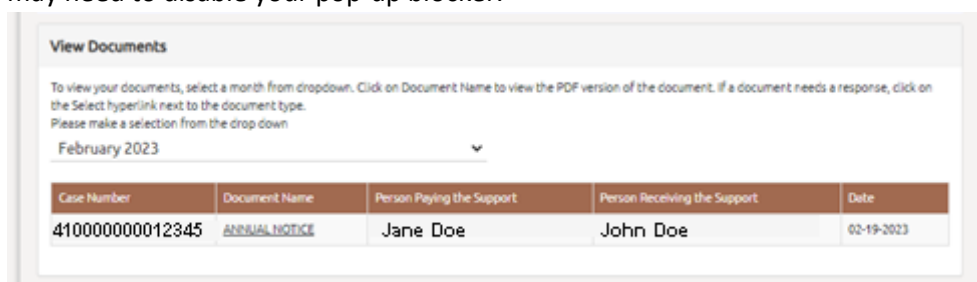 may need to disable your pop-up blocker.
View Documents
To view your documents, select a month from dropdown. Click on Document Name to view the PDF version of the document. If a document needs a response, click on
the Select hyperlink next to the document type.
Please make a selection from the drop down
February 2023
Case Number Document Name Person Paying the Support Person Receiving the Support Date
410000000012345 ANNUAL NOTICE Jane Doe John Doe 02-19-2023